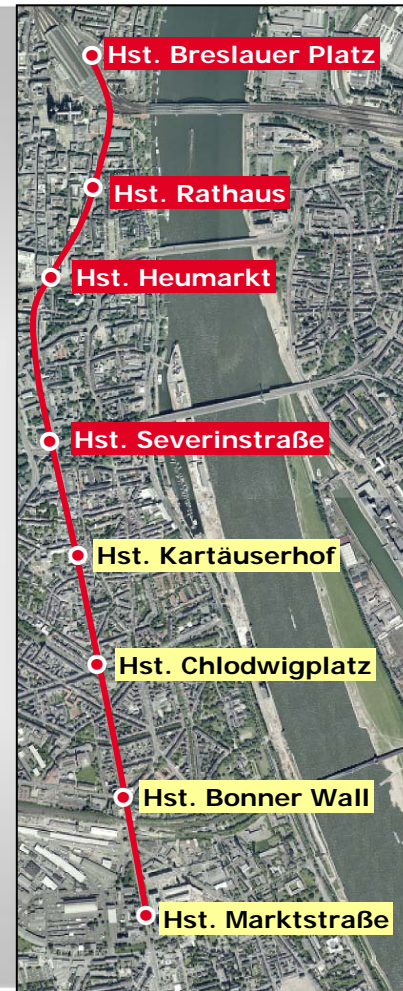 Hst. Breslauer Platz
Hst. Rathaus
Hst. Heumarkt
Hst. Severinstraße
Hst. Kartäuserhof
Hst. Chlodwigplatz
Hst. Bonner Wall
Hst. Marktstraße